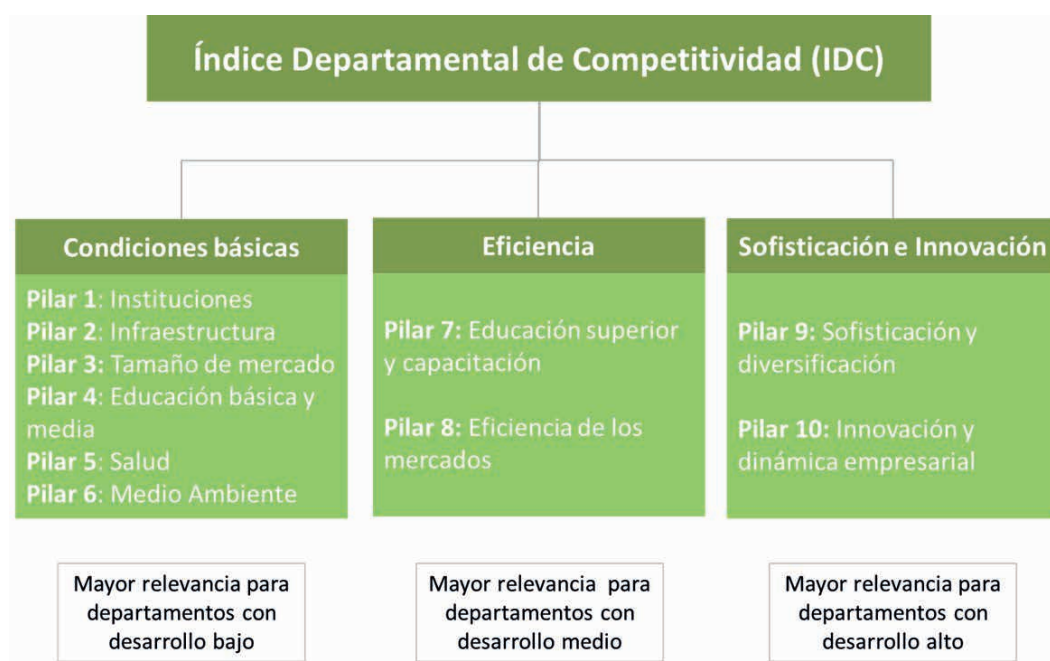 Índice Departamental de Competitividad (IDC)
Condiciones básicas
Pilar 1: Instituciones
Pilar 2: Infraestructura
Pilar 3: Tamaño de mercado
Pilar 4: Educación básica y
media
Pilar 5: Salud
Pilar 6: Medio Ambiente
Mayor relevancia para
departamentos con
desarrollo bajo
Eficiencia
Pilar 7: Educación superior
y capacitación
Pilar 8: Eficiencia de los
mercados
Mayor relevancia para
departamentos con
desarrollo medio
Sofisticación e Innovación
Pilar 9: Sofisticación y
diversificación
Pilar 10: Innovación y
dinámica empresarial
Mayor relevancia para
departamentos con
desarrollo alto